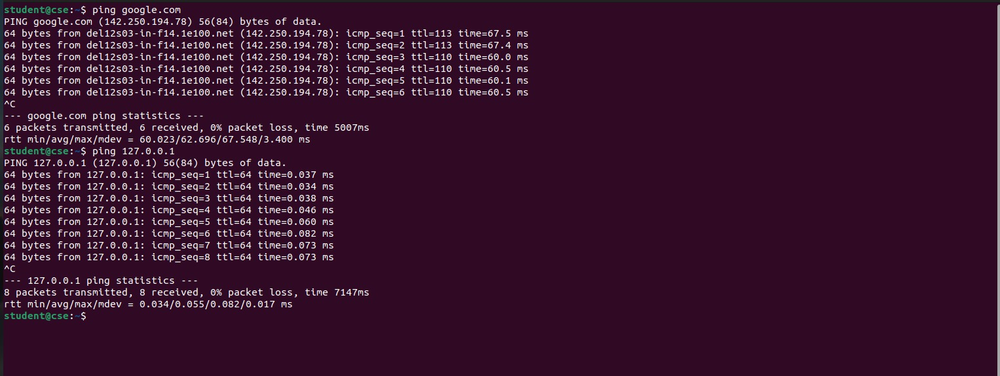 student@cse:~$ ping google.com
PING google.com (142.250.194.78) 56(84) bytes of data.
64 bytes from del12s03-in-f14.1e100.net (142.250.194.78): icmp_seq=1 ttl=113 time=67.5 ms
64 bytes from del12s03-in-f14.1e100.net (142.250.194.78): icmp_seq=2 ttl=113 time=67.4 ms
64 bytes from del12s03-in-f14.1e100.net (142.250.194.78): icmp_seq=3 ttl=110 time=60.0 ms
64 bytes from del12s03-in-f14.1e100.net (142.250.194.78): icmp_seq=4 ttl=110 time=60.5 ms
64 bytes from del12s03-in-f14.1e100.net (142.250.194.78): icmp_seq=5 ttl=110 time=60.1 ms
64 bytes from del12s03-in-f14.1e100.net (142.250.194.78): icmp_seq=6 ttl=110 time=60.5 ms
^C
--- google.com ping statistics ---
6 packets transmitted, 6 received, 0% packet loss, time 5007ms
rtt min/avg/max/mdev = 60.023/62.696/67.548/3.400 ms
student@cse:~$ ping 127.0.0.1
PING 127.0.0.1 (127.0.0.1) 56(84) bytes of data.
64 bytes from 127.0.0.1: icmp_seq=1 ttl=64 time=0.037 ms
64 bytes from 127.0.0.1: icmp_seq=2 ttl=64 time=0.034 ms
64 bytes from 127.0.0.1: icmp_seq=3 ttl=64 time=0.038 ms
64 bytes from 127.0.0.1: icmp_seq=4 ttl=64 time=0.046 ms
64 bytes from 127.0.0.1: icmp_seq=5 ttl=64 time=0.060 ms
64 bytes from 127.0.0.1: icmp_seq=6 ttl=64 time=0.082 ms
64 bytes from 127.0.0.1: icmp_seq=7 ttl=64 time=0.073 ms
64 bytes from 127.0.0.1: icmp_seq=8 ttl=64 time=0.073 ms
^C
--- 127.0.0.1 ping statistics ---
8 packets transmitted, 8 received, 0% packet loss, time 7147ms
rtt min/avg/max/mdev = 0.034/0.055/0.082/0.017 ms
student@cse:~$